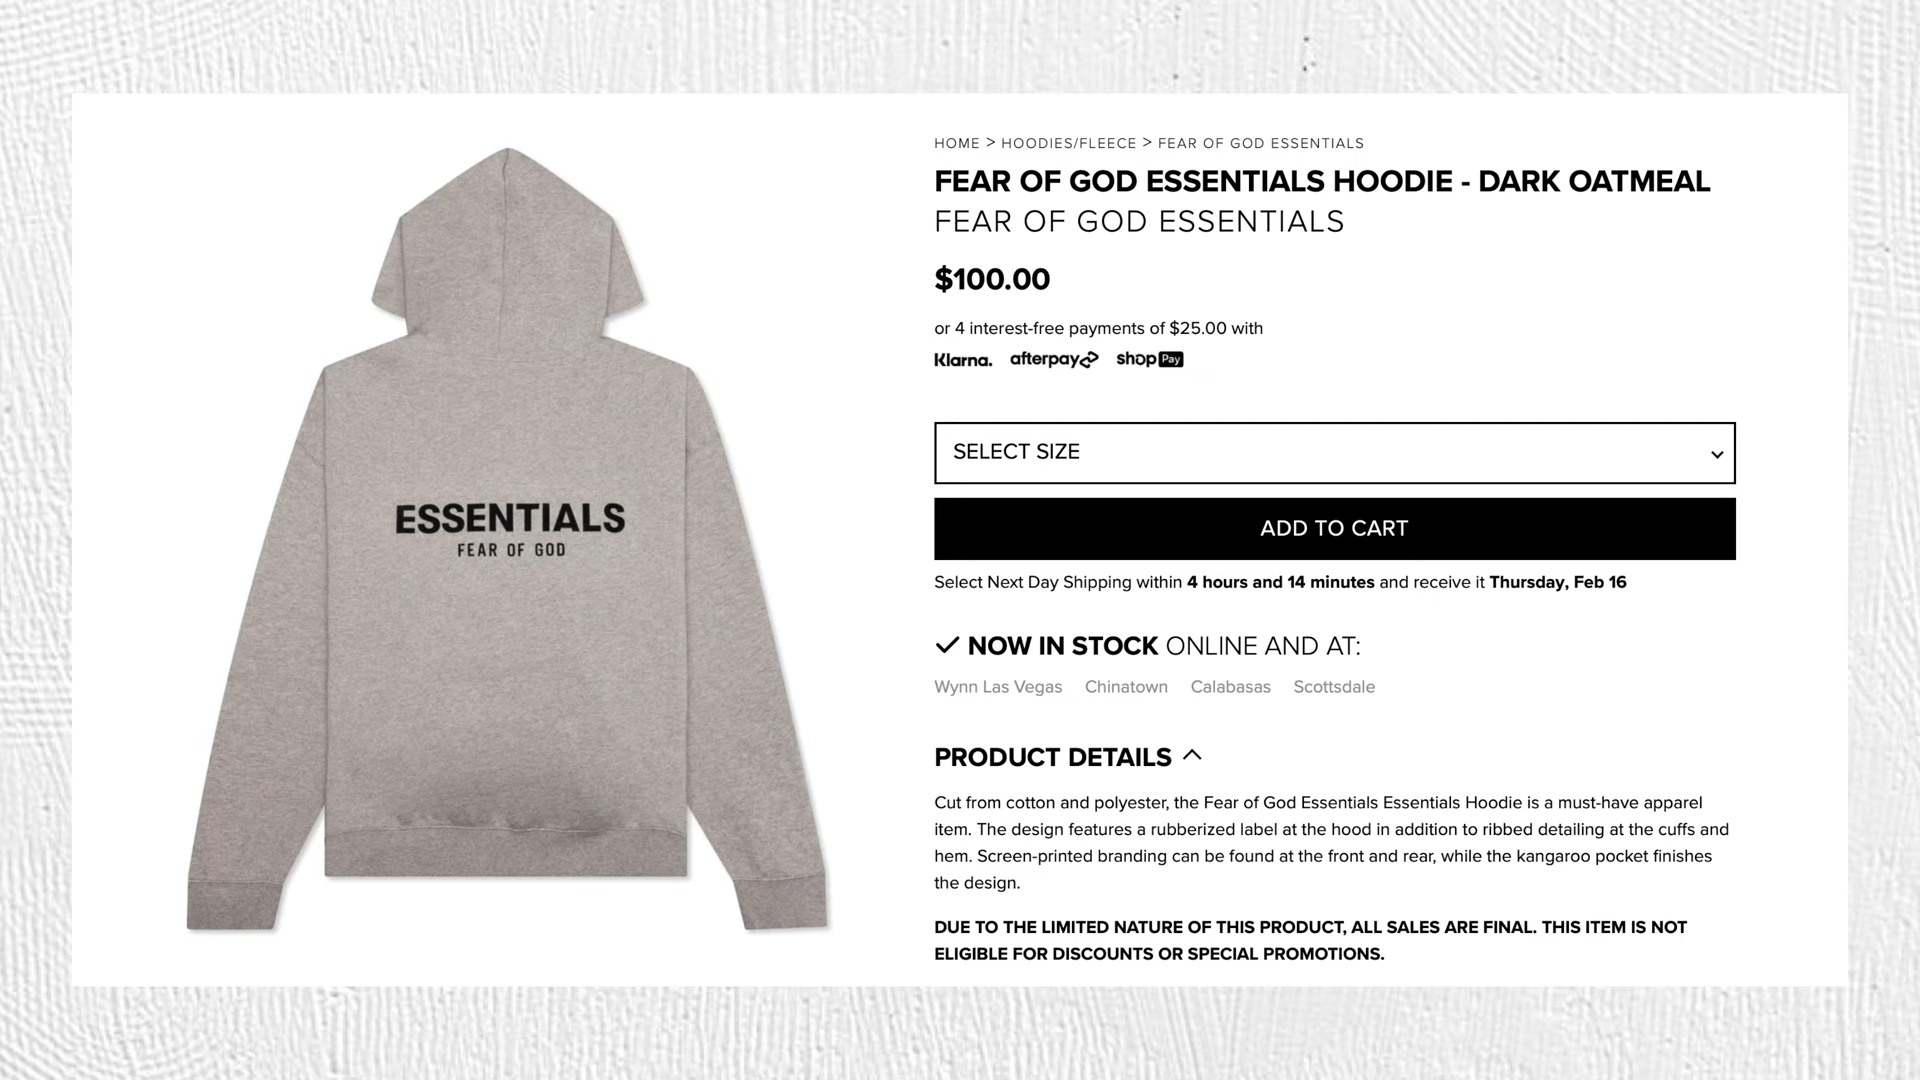 HOME > HOODIES/FLEECE > FEAR OF GOD ESSENTIALS
FEAR OF GOD ESSENTIALS HOODIE - DARK OATMEAL
FEAR OF GOD ESSENTIALS
$100.00
or 4 interest-free payments of $25.00 with
Klarna. afterpay shop Pay
SELECT SIZE
ADD TO CART
Select Next Day Shipping within 4 hours and 14 minutes and receive it Thursday, Feb 16
NOW IN STOCK ONLINE AND AT:
Wynn Las Vegas Chinatown Calabasas Scottsdale
PRODUCT DETAILS
Cut from cotton and polyester, the Fear of God Essentials Essentials Hoodie is a must-have apparel
item. The design features a rubberized label at the hood in addition to ribbed detailing at the cuffs and
hem. Screen-printed branding can be found at the front and rear, while the kangaroo pocket finishes
the design.
DUE TO THE LIMITED NATURE OF THIS PRODUCT, ALL SALES ARE FINAL. THIS ITEM IS NOT
ELIGIBLE FOR DISCOUNTS OR SPECIAL PROMOTIONS.
ESSENTIALS
FEAR OF GOD